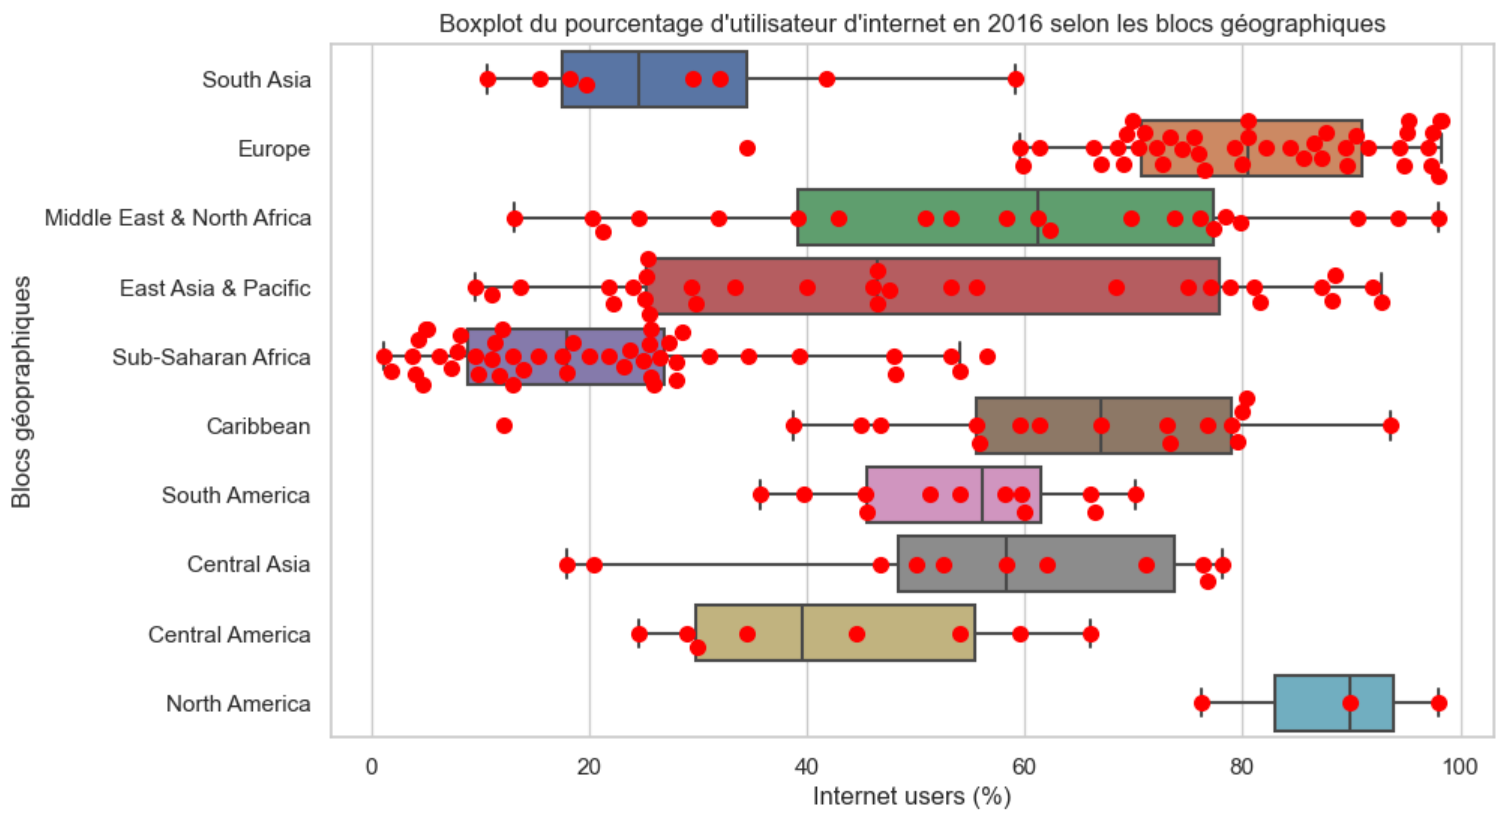 Boxplot du pourcentage d'utilisateur d'internet en 2016 selon les blocs géographiques
South Asia
Europe
Middle East & North Africa
East Asia & Pacific
Sub-Saharan Africa
Caribbean
South America
Central Asia
Central America
North America
Blocs géopraphiques
0 20 40 60 80 100
Internet users (%)